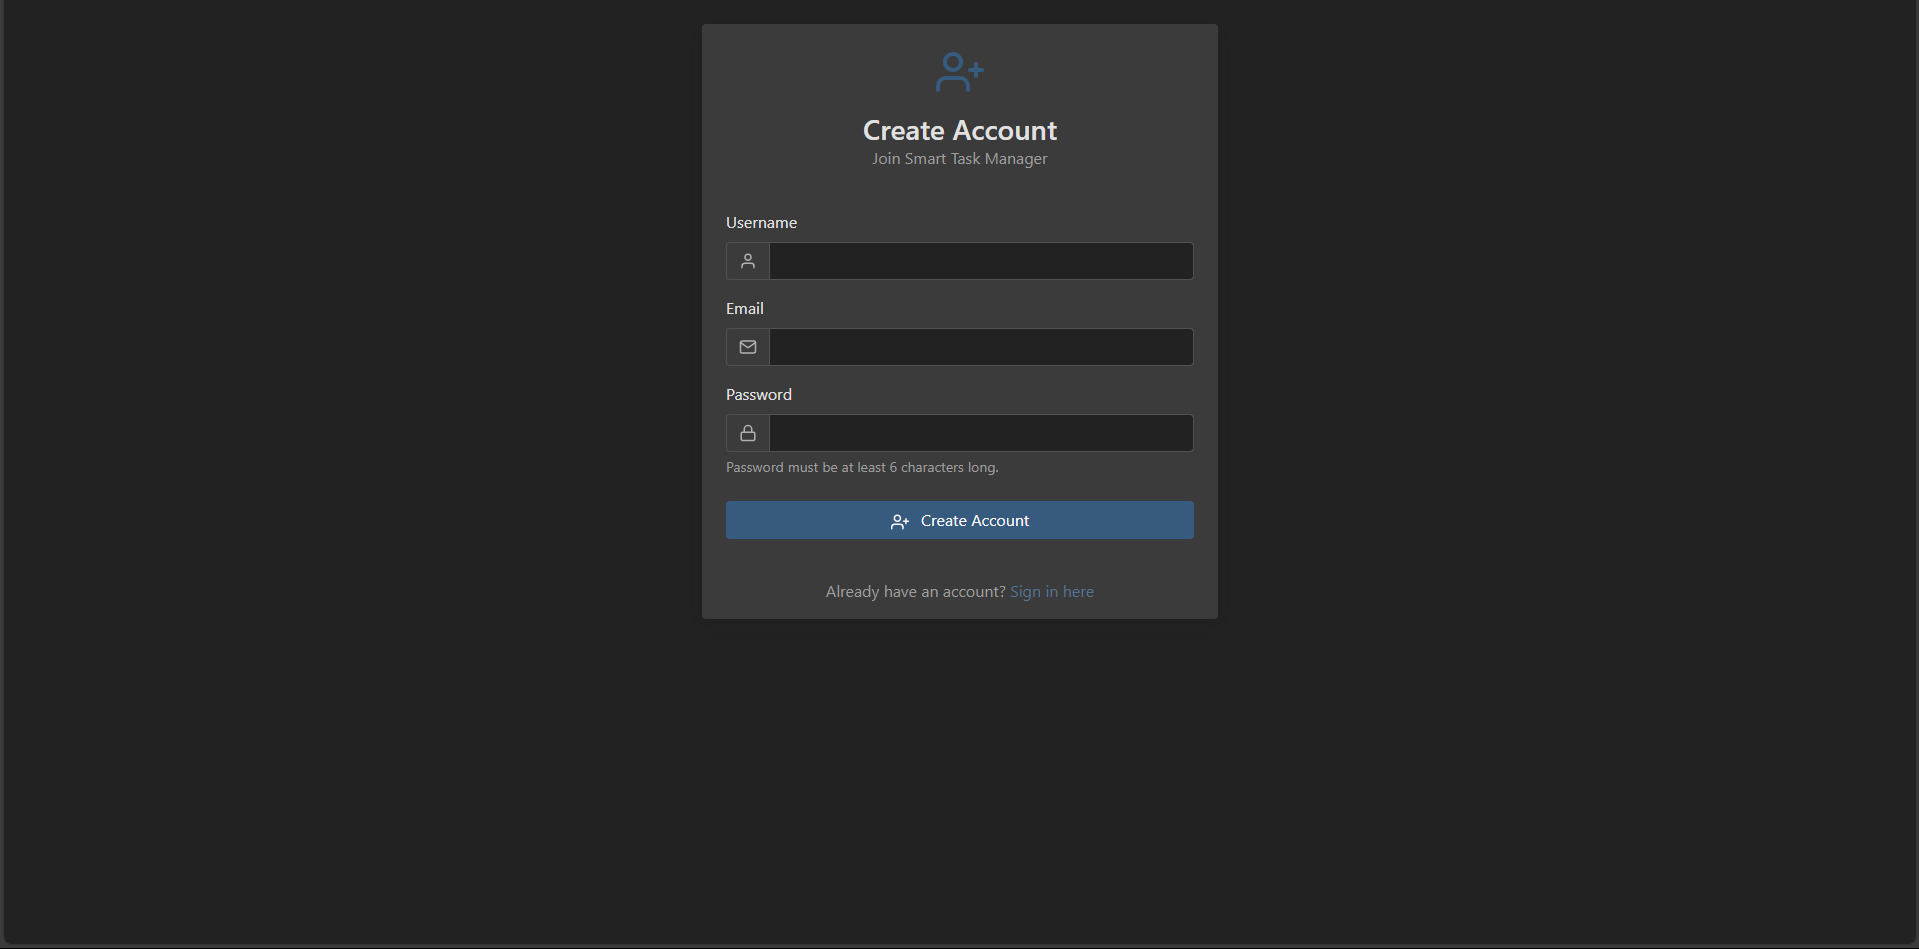 Create Account
Join Smart Task Manager
Username
Email
Password
Password must be at least 6 characters long.
Create Account
Already have an account? Sign in here